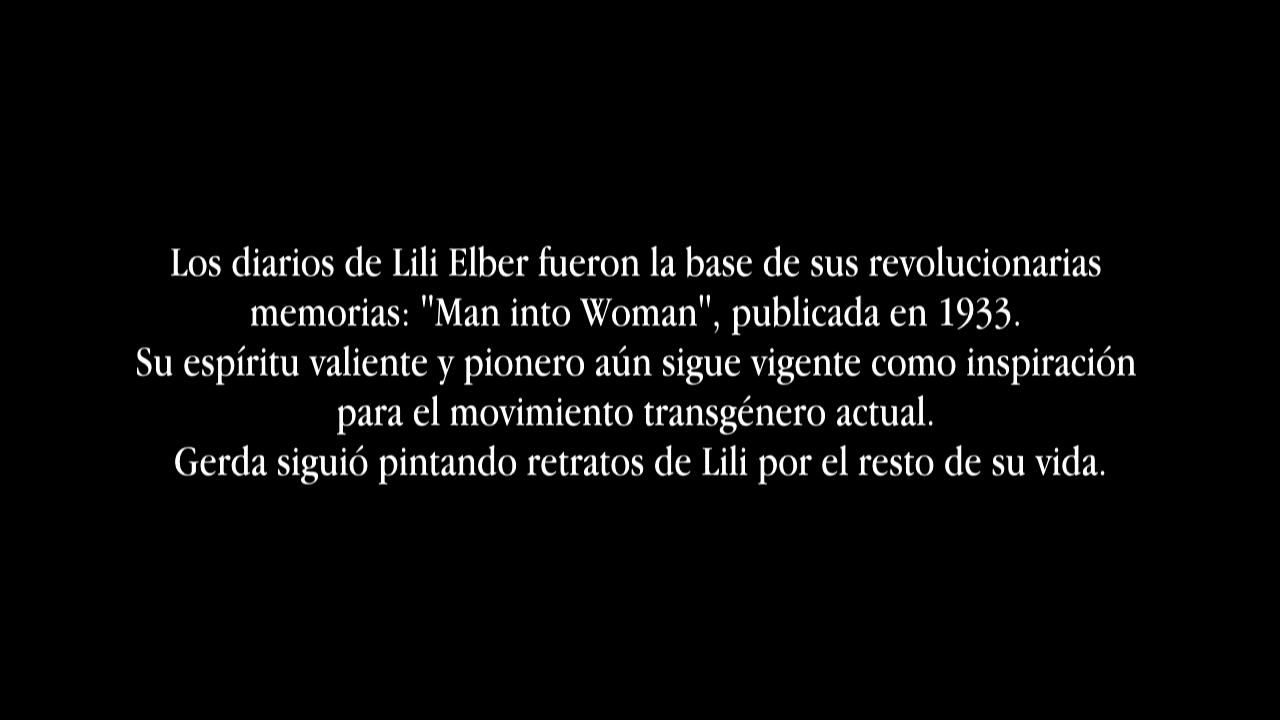 Los diarios de Lili Elber fueron la base de sus revolucionarias
memorias: "Man into Woman", publicada en 1933.
Su espíritu valiente y pionero aún sigue vigente como inspiración
para el movimiento transgénero actual.
Gerda siguió pintando retratos de Lili por el resto de su vida.